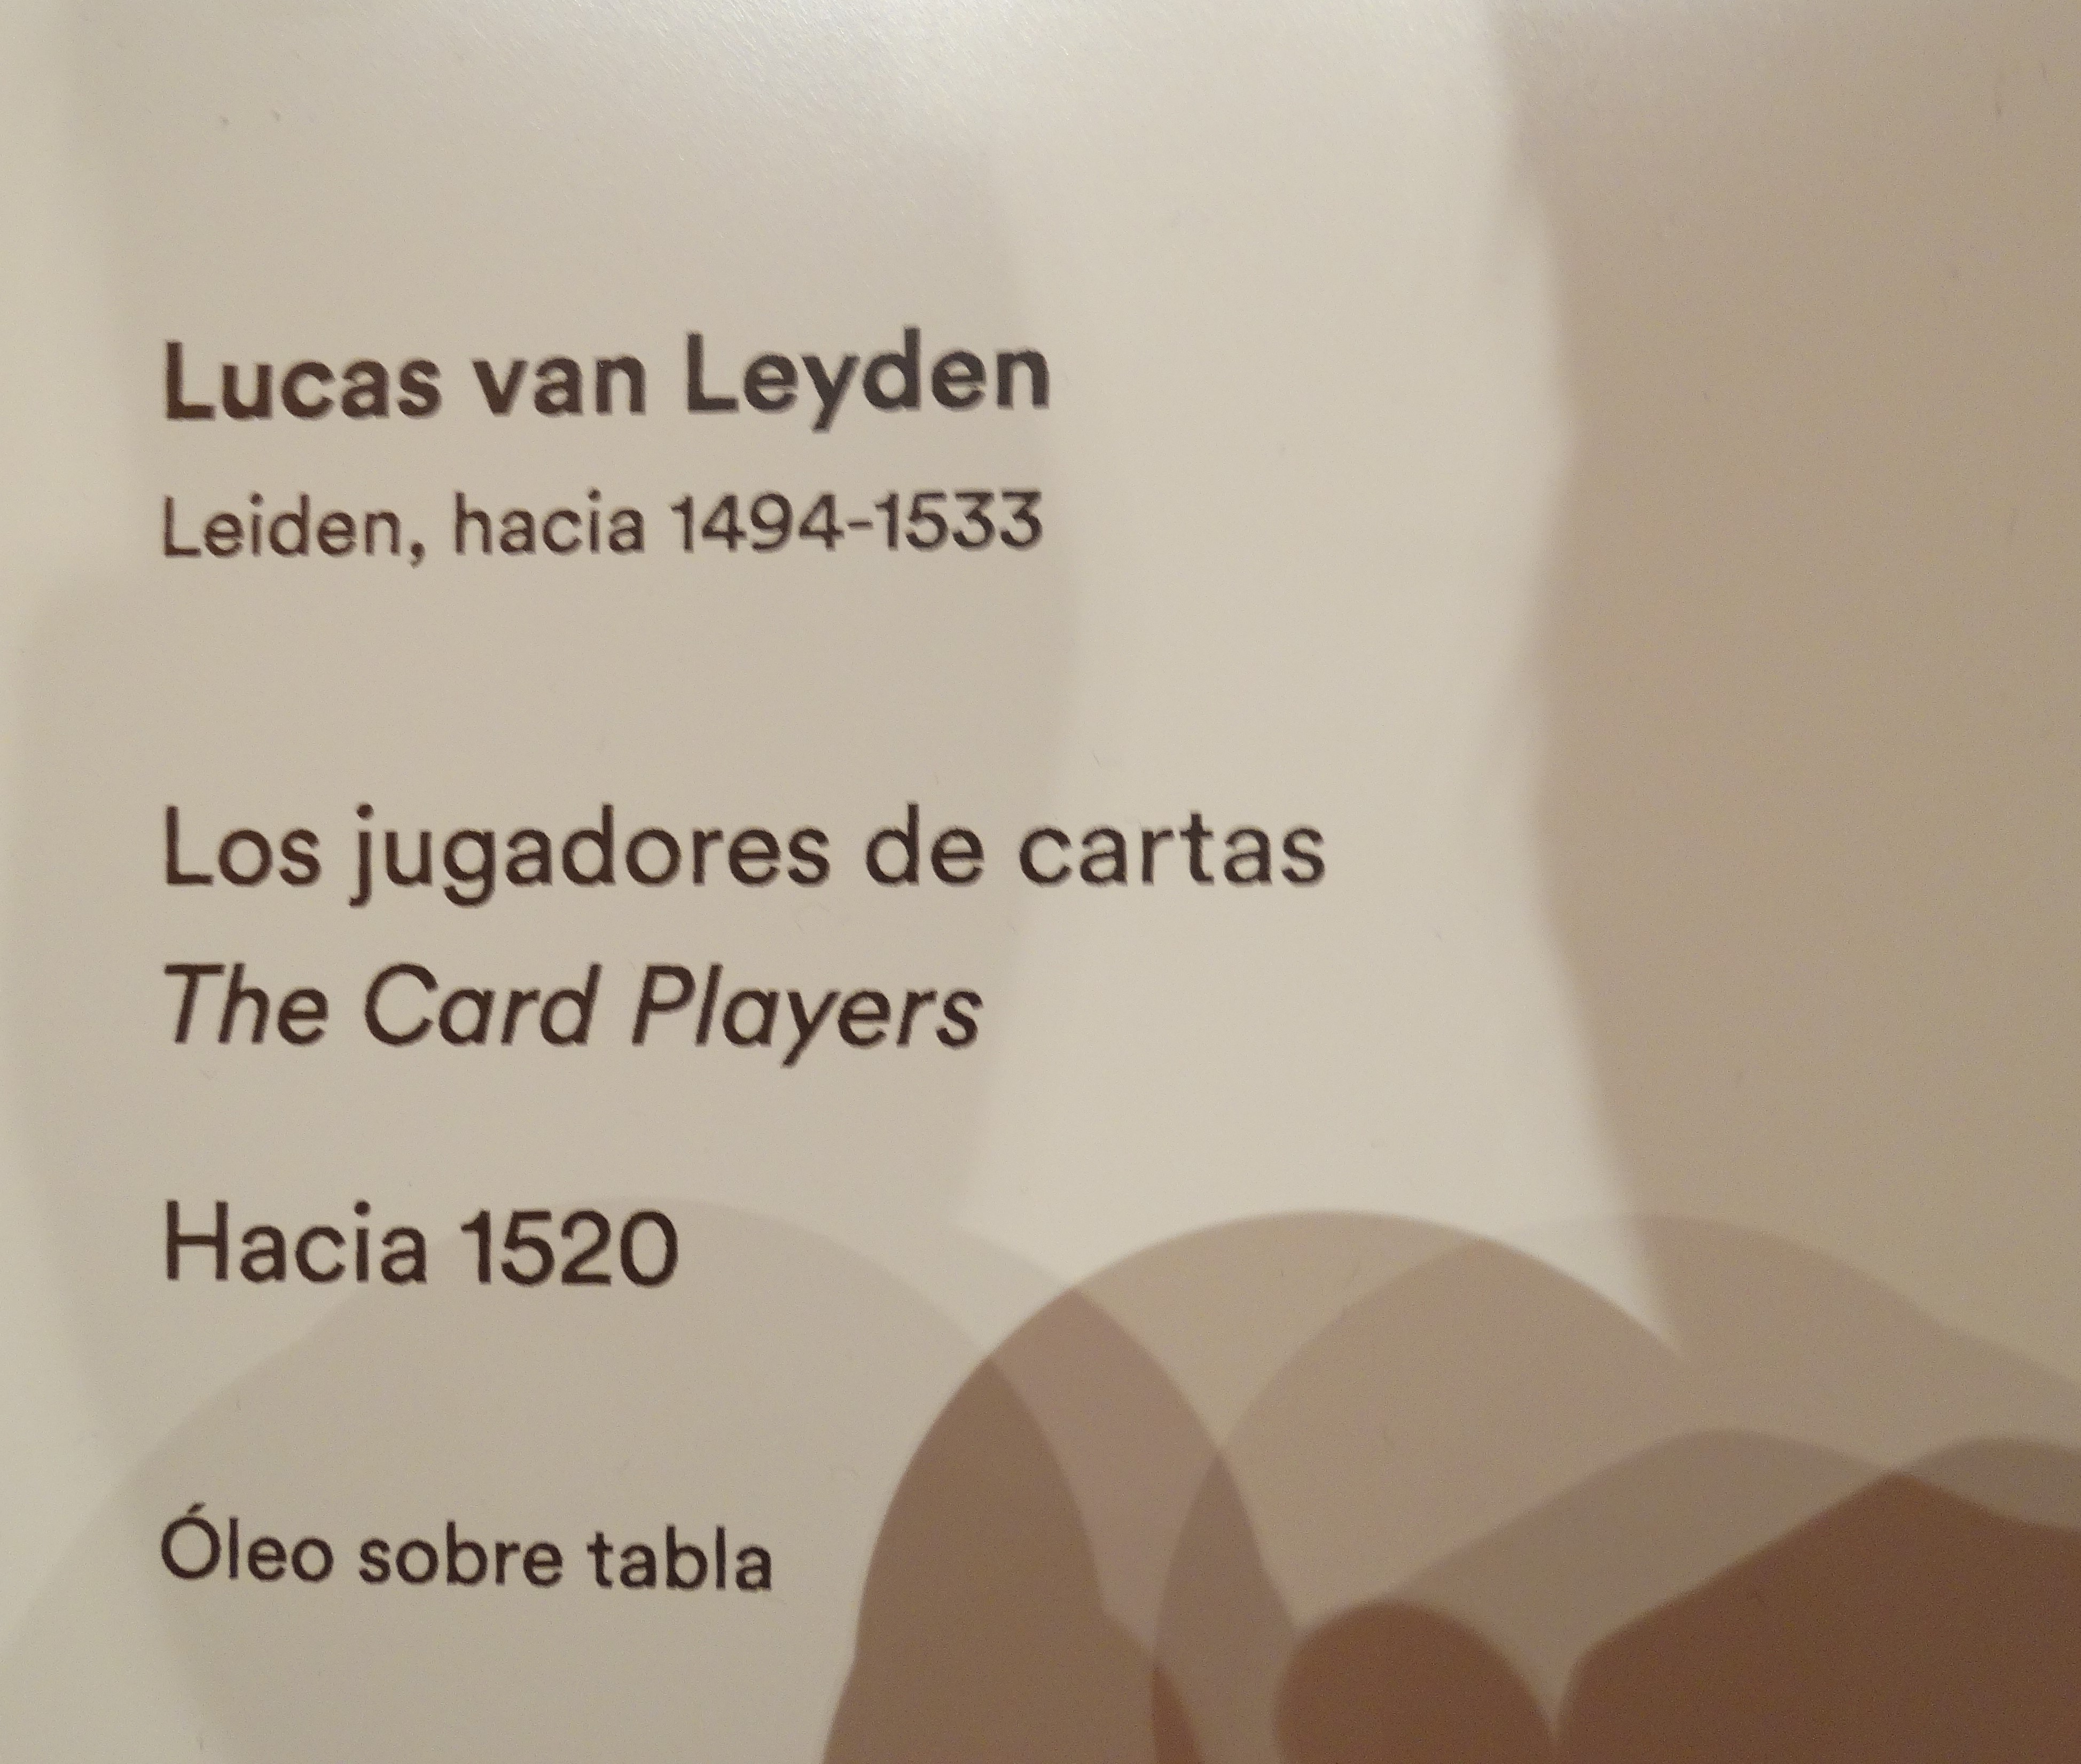 Lucas van Leyden
Leiden, hacia 1494-1533
Los jugadores de cartas
The Card Players
Hacia 1520
Óleo sobre tabla